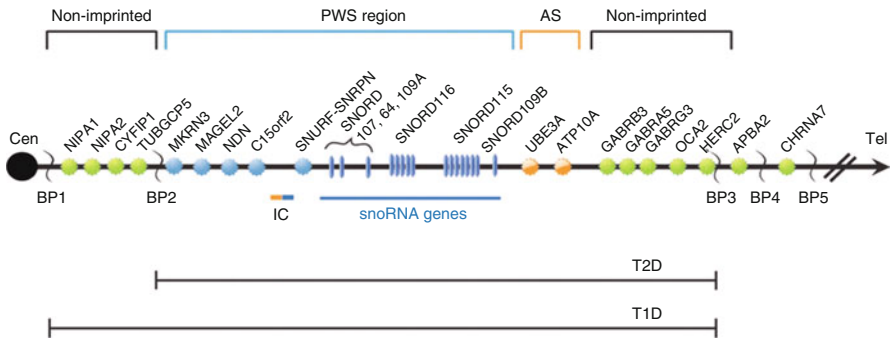 Non-imprinted
PWS region
AS
Non-imprinted
Cen
NIPA1
NIPA2
CYFIP1
TUBGCP5
MKRN3
MAGEL2
NDN
C15orf2
SNURF-SNRPN
SNORD
107, 64, 109A
SNORD116
SNORD115
SNORD109B
UBE3A
ATP10A
GABRB3
GABRA5
GABRG3
OCA2
HERC2
APBA2
CHRNA7
Tel
BP1
BP2
BP3
BP4
BP5
IC
snoRNA genes
T2D
T1D